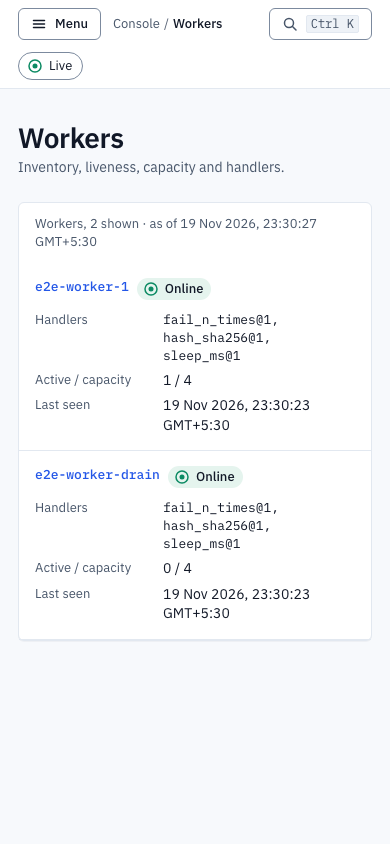 Menu
Console / Workers
Ctrl K
Live
Workers
Inventory, liveness, capacity and handlers.
Workers, 2 shown · as of 19 Nov 2026, 23:30:27
GMT+5:30
e2e-worker-1 Online
Handlers fail_n_times@1,
hash_sha256@1,
sleep_ms@1
Active / capacity 1 / 4
Last seen 19 Nov 2026, 23:30:23
GMT+5:30
e2e-worker-drain Online
Handlers fail_n_times@1,
hash_sha256@1,
sleep_ms@1
Active / capacity 0 / 4
Last seen 19 Nov 2026, 23:30:23
GMT+5:30